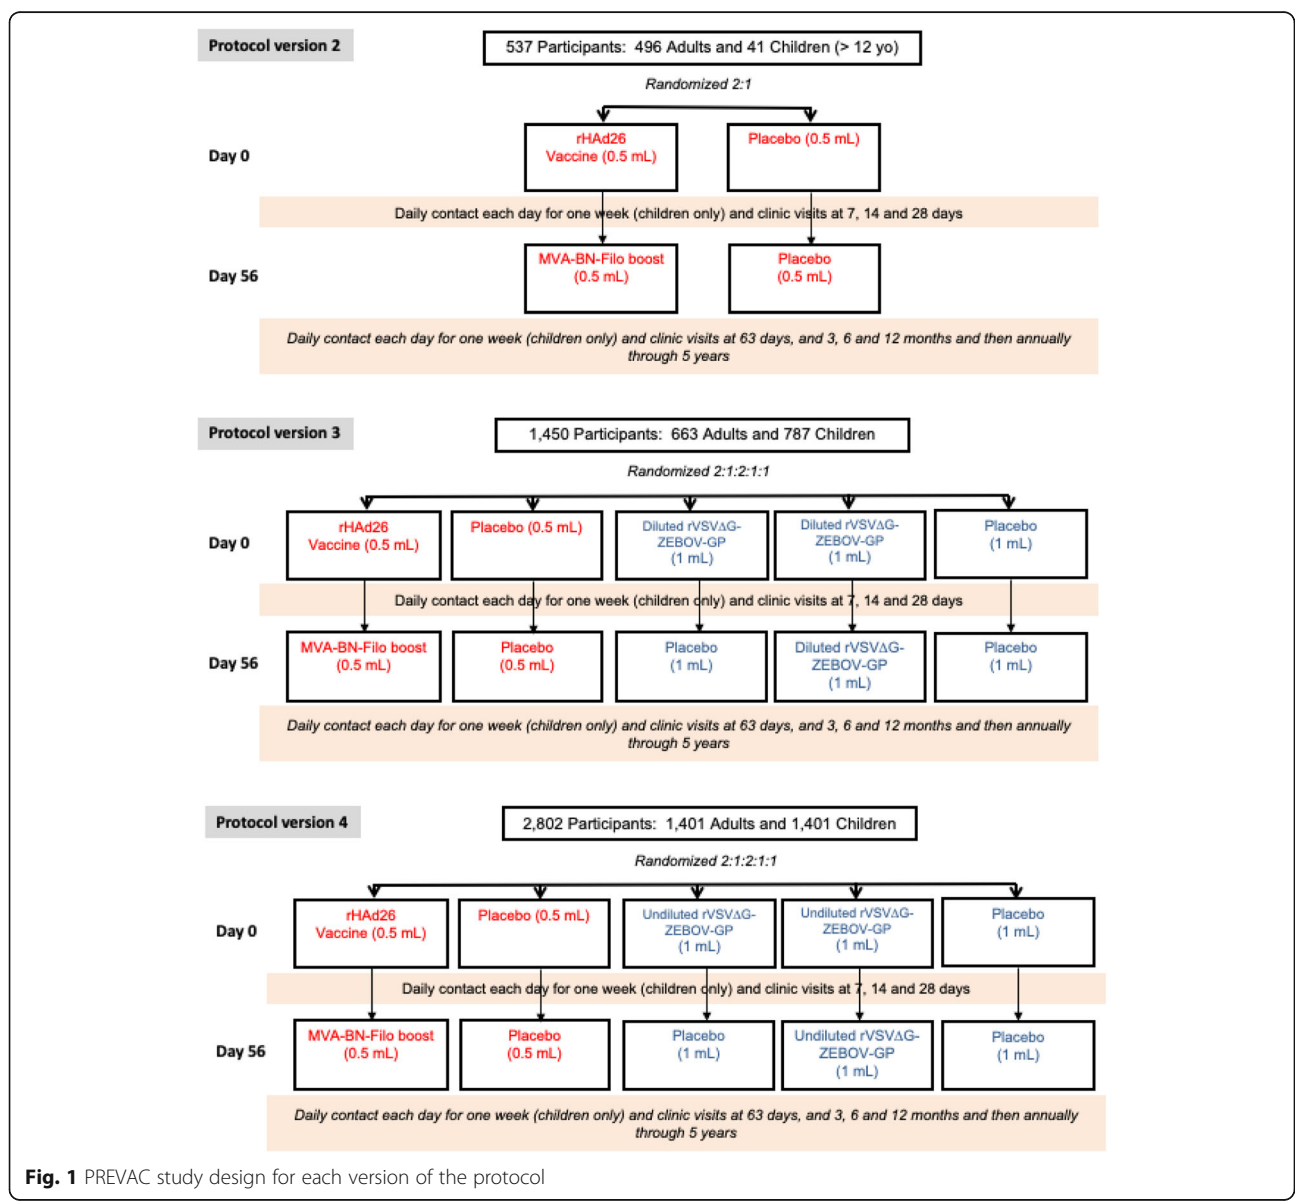 Protocol version 2
537 Participants: 496 Adults and 41 Children (> 12 yo)
Randomized 2:1
Day 0
rHAd26
Vaccine (0.5 mL)
Placebo (0.5 mL)
Daily contact each day for one week (children only) and clinic visits at 7, 14 and 28 days
Day 56
MVA-BN-Filo boost
(0.5 mL)
Placebo
(0.5 mL)
Daily contact each day for one week (children only) and clinic visits at 63 days, and 3, 6 and 12 months and then annually
through 5 years
Protocol version 3
1,450 Participants: 663 Adults and 787 Children
Randomized 2:1:2:1:1
Day 0
rHAd26
Vaccine (0.5 mL)
Placebo (0.5 mL)
Diluted rVSV∆G-
ZEBOV-GP
(1 mL)
Diluted rVSV∆G-
ZEBOV-GP
(1 mL)
Placebo
(1 mL)
Daily contact each day for one week (children only) and clinic visits at 7, 14 and 28 days
Day 56
MVA-BN-Filo boost
(0.5 mL)
Placebo
(0.5 mL)
Placebo
(1 mL)
Diluted rVSV∆G-
ZEBOV-GP
(1 mL)
Placebo
(1 mL)
Daily contact each day for one week (children only) and clinic visits at 63 days, and 3, 6 and 12 months and then annually
through 5 years
Protocol version 4
2,802 Participants: 1,401 Adults and 1,401 Children
Randomized 2:1:2:1:1
Day 0
rHAd26
Vaccine (0.5 mL)
Placebo (0.5 mL)
Undiluted rVSV∆G-
ZEBOV-GP
(1 mL)
Undiluted rVSV∆G-
ZEBOV-GP
(1 mL)
Placebo
(1 mL)
Daily contact each day for one week (children only) and clinic visits at 7, 14 and 28 days
Day 56
MVA-BN-Filo boost
(0.5 mL)
Placebo
(0.5 mL)
Placebo
(1 mL)
Undiluted rVSV∆G-
ZEBOV-GP
(1 mL)
Placebo
(1 mL)
Daily contact each day for one week (children only) and clinic visits at 63 days, and 3, 6 and 12 months and then annually
through 5 years
Fig. 1 PREVAC study design for each version of the protocol